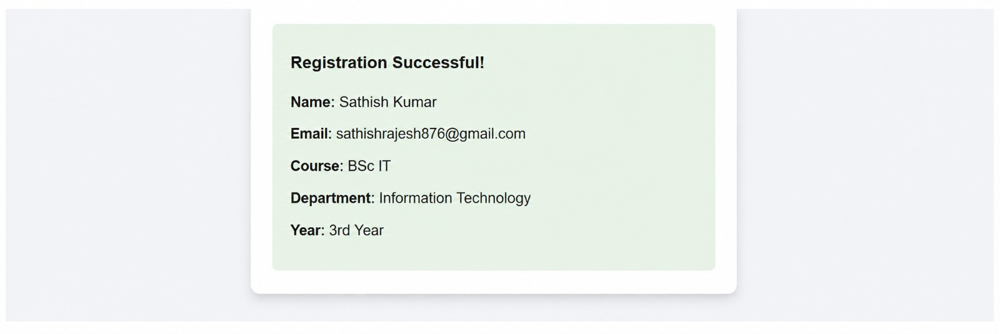 Registration Successful!
Name: Sathish Kumar
Email: sathishrajesh876@gmail.com
Course: BSc IT
Department: Information Technology
Year: 3rd Year